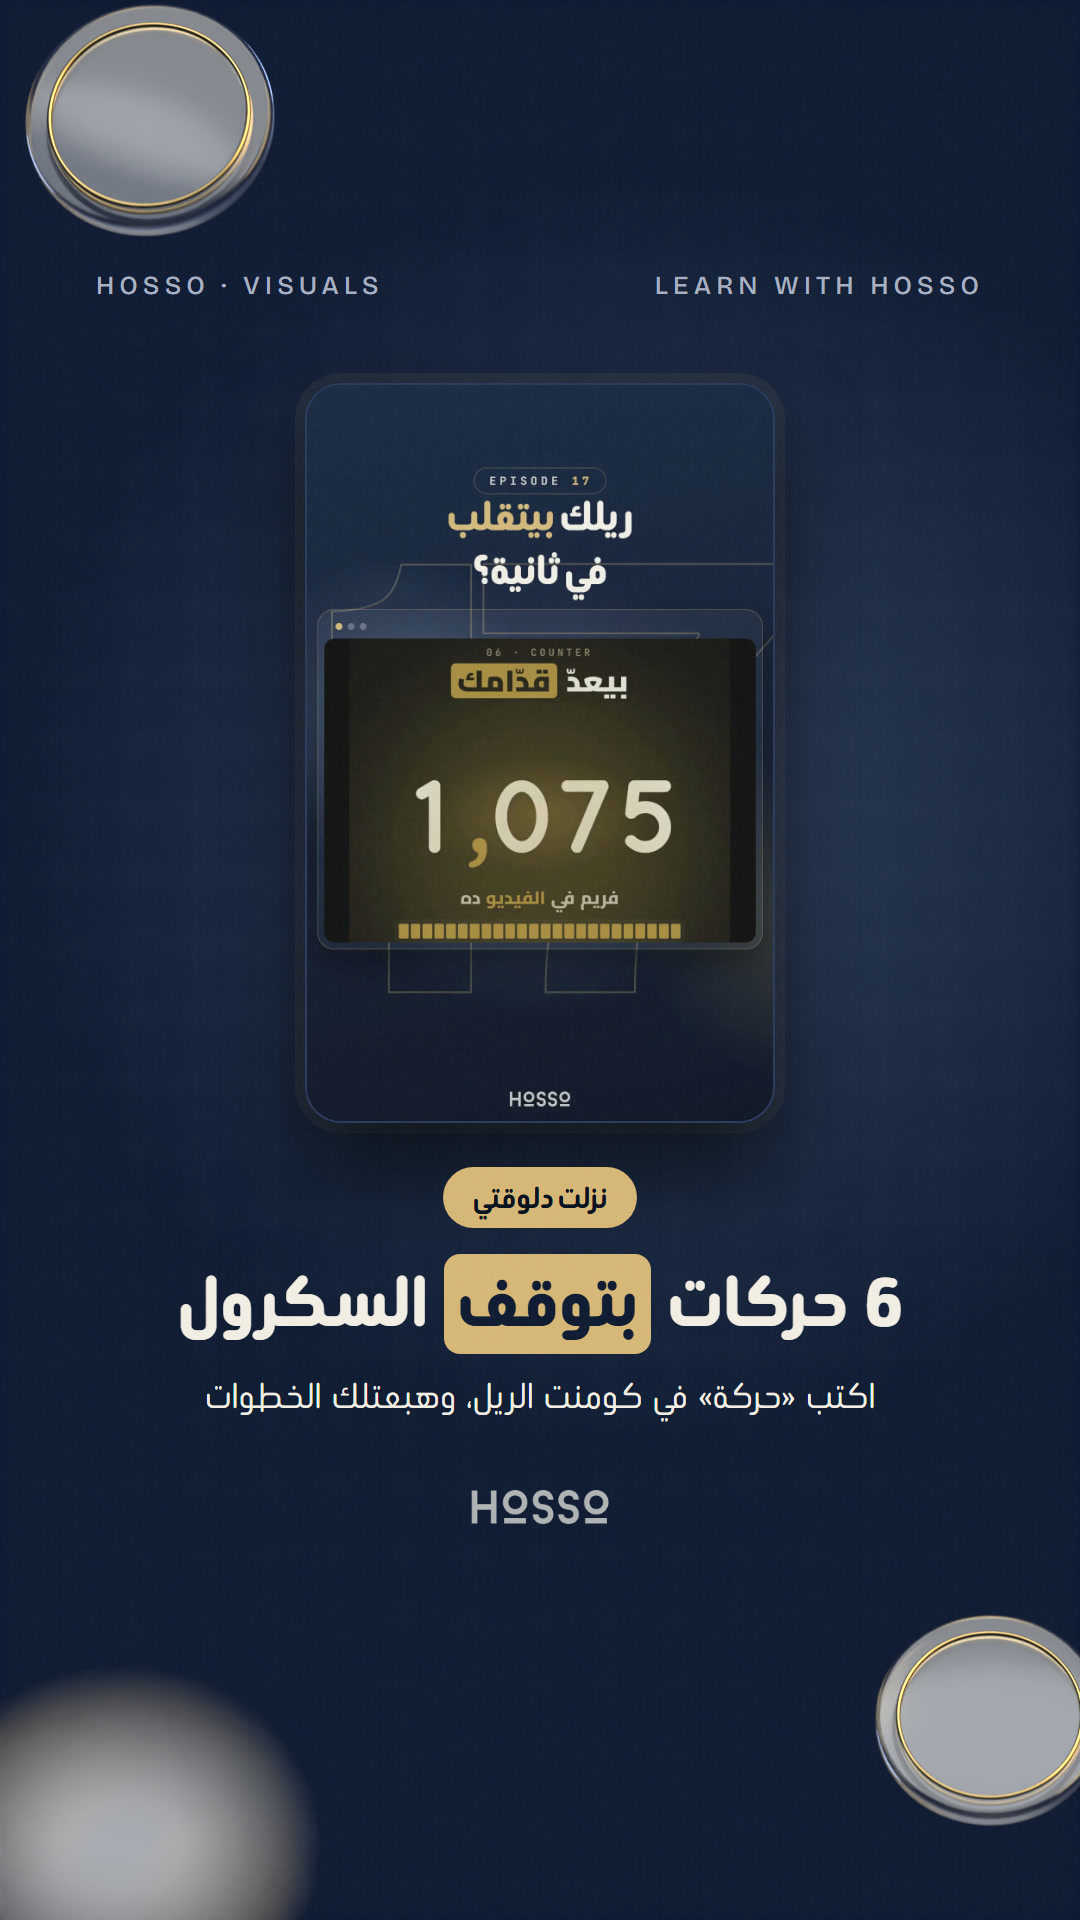 HOSSO · VISUALS
LEARN WITH HOSSO
EPISODE 17
ريلك بيتقلب
في ثانية؟
06 · COUNTER
بيعدّ قدّامك
1,075
فريم في الفيديو ده
HOSSO
نزلت دلوقتي
6 حركات بتوقف السكرول
اكتب «حركة» في كومنت الريل، وهبعتلك الخطوات
HOSSO